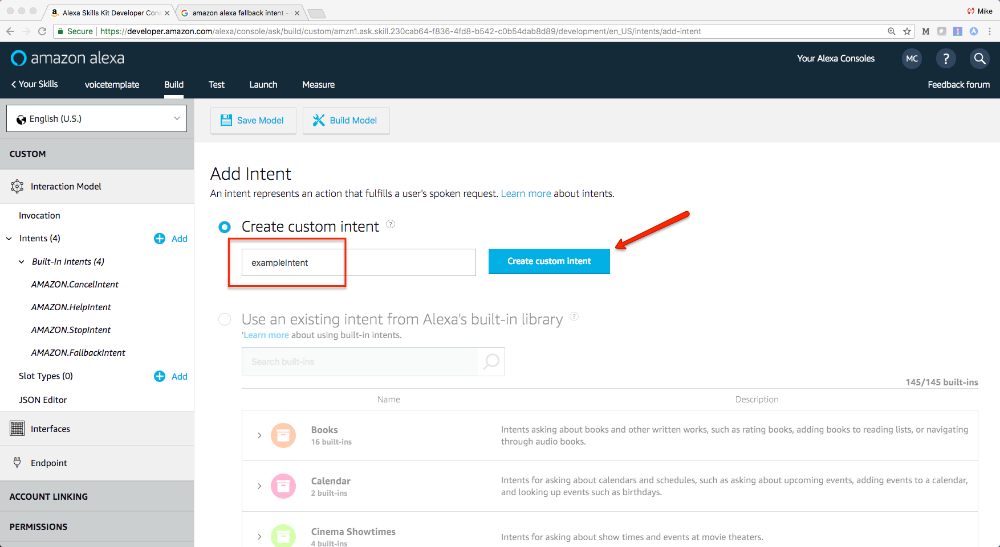 Alexa Skills Kit Developer Cons
amazon alexa fallback intent -
Mike
Secure
https://developer.amazon.com/alexa/console/ask/build/custom/amzn1.ask.skill.230cab64-f836-4fd8-b542-c0b54dab8d89/development/en_US/intents/add-intent
M
amazon alexa
Your Alexa Consoles
MC
?
Your Skills
voicetemplate
Build
Test
Launch
Measure
Feedback forum
English (U.S.)
Save Model
Build Model
CUSTOM
Interaction Model
Invocation
Intents (4)
Add
Built-In Intents (4)
AMAZON.CancelIntent
AMAZON.HelpIntent
AMAZON.StopIntent
AMAZON.FallbackIntent
Slot Types (0)
Add
JSON Editor
Interfaces
Endpoint
ACCOUNT LINKING
PERMISSIONS
Add Intent
An intent represents an action that fulfills a user's spoken request. Learn more about intents.
Create custom intent ?
exampleIntent
Create custom intent
Use an existing intent from Alexa's built-in library ?
‘Learn more about using built-in intents.
Search built-ins
145/145 built-ins
Name
Description
Books
16 built-ins
Intents asking about books and other written works, such as rating books, adding books to reading lists, or navigating
through audio books.
Calendar
2 built-ins
Intents for asking about calendars and schedules, such as asking about upcoming events, adding events to a calendar,
and looking up events such as birthdays.
Cinema Showtimes
4 built-ins
Intents for asking about show times and events at movie theaters.